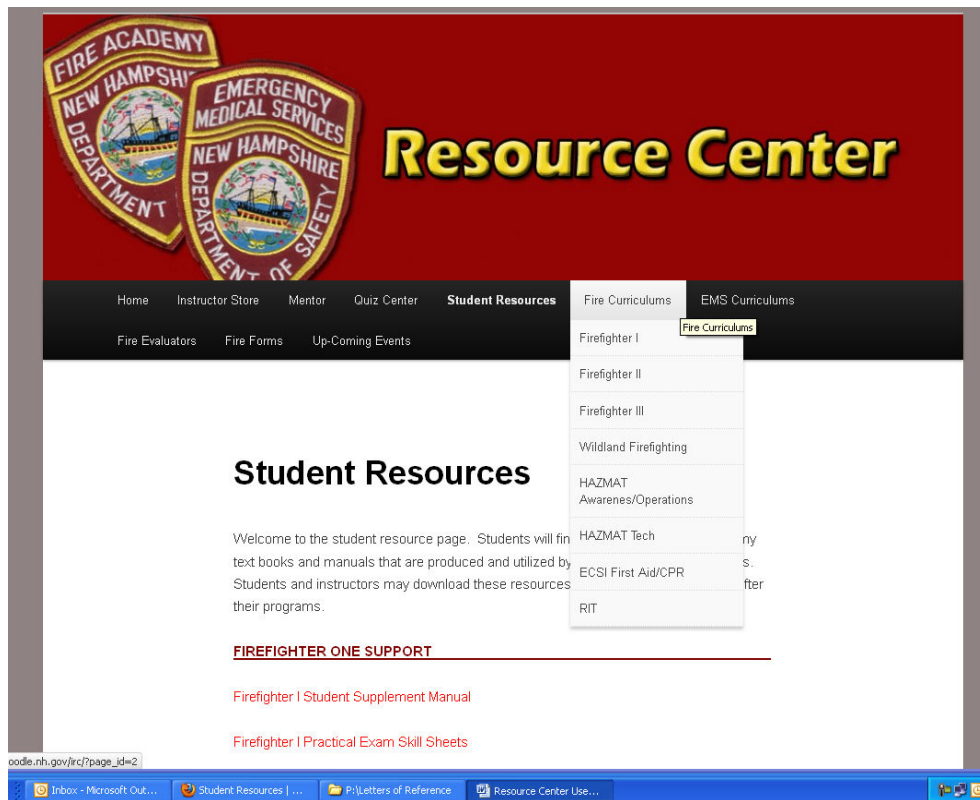 FIRE ACADEMY
NEW HAMPSHI
DEPARTMENT
EMERGENCY
MEDICAL SERVICES
NEW HAMPSHIRE
DEPARTMENT OF SAFETY
Resource Center
Home Instructor Store Mentor Quiz Center Student Resources Fire Curriculums EMS Curriculums
Fire Curriculums
Fire Evaluators Fire Forms Up-Coming Events
Firefighter I
Firefighter II
Firefighter III
Wildland Firefighting
HAZMAT
Awarenes/Operations
HAZMAT Tech
ECSI First Aid/CPR
RIT
Student Resources
Welcome to the student resource page. Students will fin my
text books and manuals that are produced and utilized by s.
Students and instructors may download these resources fter
their programs.
FIREFIGHTER ONE SUPPORT
Firefighter I Student Supplement Manual
Firefighter I Practical Exam Skill Sheets
oodle.nh.gov/irc/?page_id=2
Inbox - Microsoft Out... Student Resources | ... P:\Letters of Reference Resource Center Use...